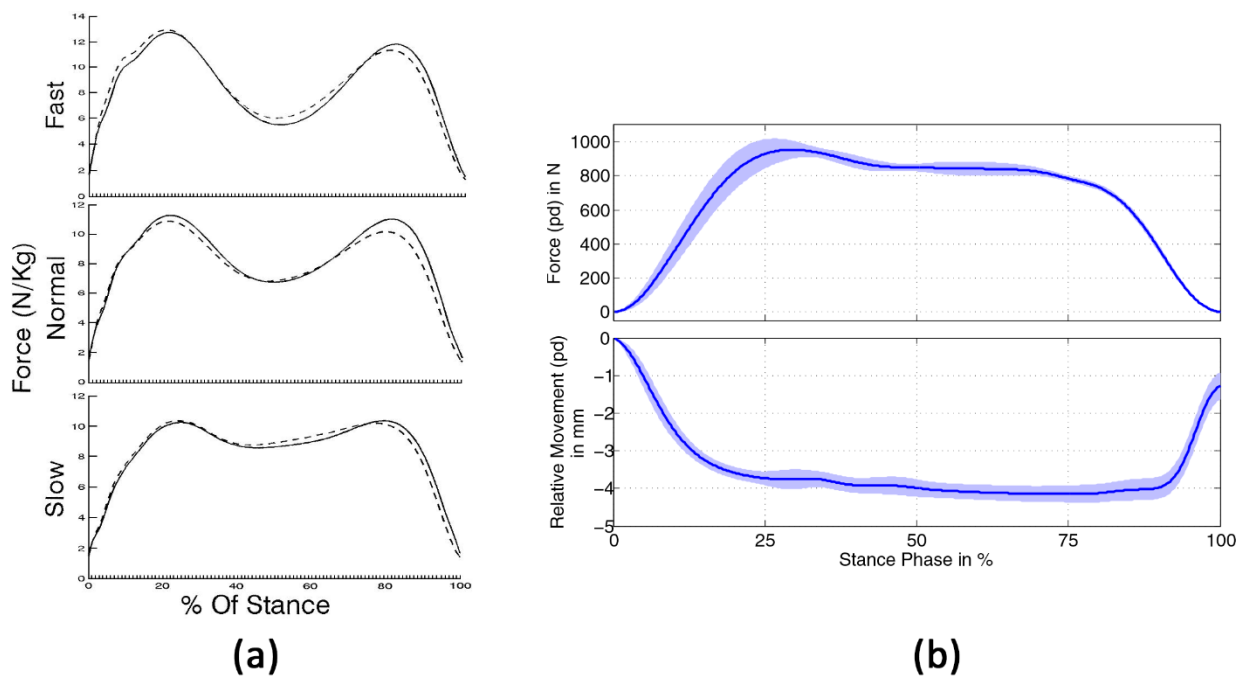 14
12
10
8
6
4
2
0
Fast
12
10
8
6
4
2
0
Normal
Force (N/Kg)
12
10
8
6
4
2
0
Slow
0 20 40 60 80 100
% Of Stance
(a)
1000
800
600
400
200
0
Force (pd) in N
0
−1
−2
−3
−4
−5
Relative Movement (pd)
in mm
0 25 50 75 100
Stance Phase in %
(b)